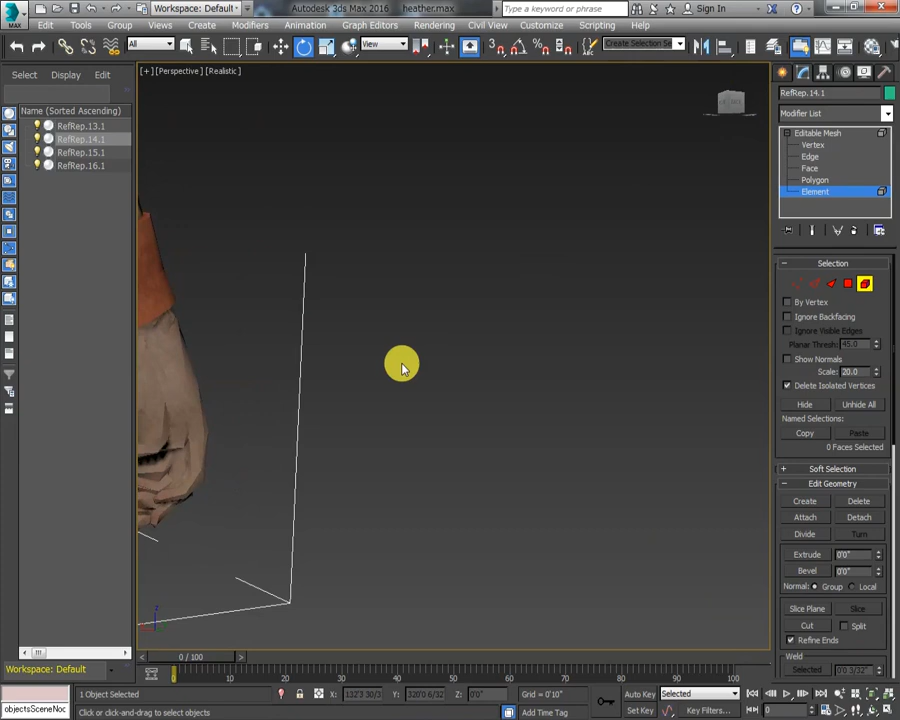 Workspace: Default
Autodesk 3ds Max 2016
heather.max
Type a keyword or phrase
Sign In
MAX
Edit Tools Group Views Create Modifiers Animation Graph Editors Rendering Civil View Customize Scripting Help
All
View
Create Selection Se
Select Display Edit
[+] [Perspective] [Realistic]
Name (Sorted Ascending)
RefRep.13.1
RefRep.14.1
RefRep.15.1
RefRep.16.1
RefRep.14.1
Modifier List
Editable Mesh
Vertex
Edge
Face
Polygon
Element
Selection
By Vertex
Ignore Backfacing
Ignore Visible Edges
Planar Thresh: 45.0
Show Normals
Scale: 20.0
Delete Isolated Vertices
Hide Unhide All
Named Selections:
Copy Paste
0 Faces Selected
Soft Selection
Edit Geometry
Create Delete
Attach Detach
Divide Turn
Extrude 0'0"
Bevel 0'0"
Normal: Group Local
Slice Plane Slice
Cut Split
Refine Ends
Weld
Selected
z
0 / 100
Workspace: Default
0 10 20 30 40 50 60 70 80 90 100
1 Object Selected
X: 132'3 30/3 Y: 320'0 6/32 Z: 0'0" Grid = 0'10"
Auto Key Selected
objectsSceneNoc
Click or click-and-drag to select objects
Add Time Tag
Set Key Key Filters...
0